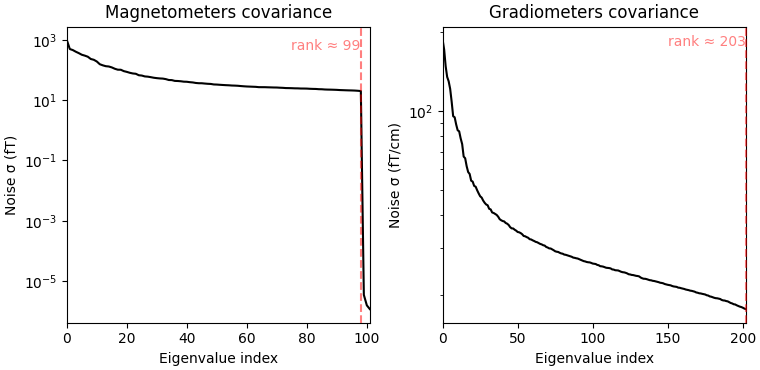 Magnetometers covariance
Gradiometers covariance
rank ≈ 99
rank ≈ 203
Noise σ (fT)
10³
10¹
10⁻¹
10⁻³
10⁻⁵
0 20 40 60 80 100
Eigenvalue index
Noise σ (fT/cm)
10²
0 50 100 150 200
Eigenvalue index